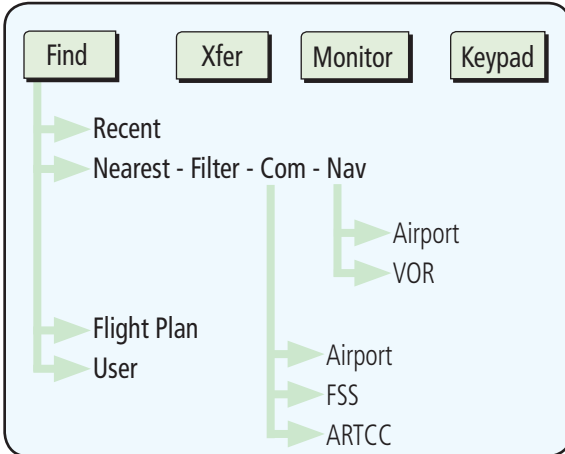 Find Xfer Monitor Keypad
Recent
Nearest - Filter - Com - Nav
Airport
VOR
Flight Plan
User
Airport
FSS
ARTCC